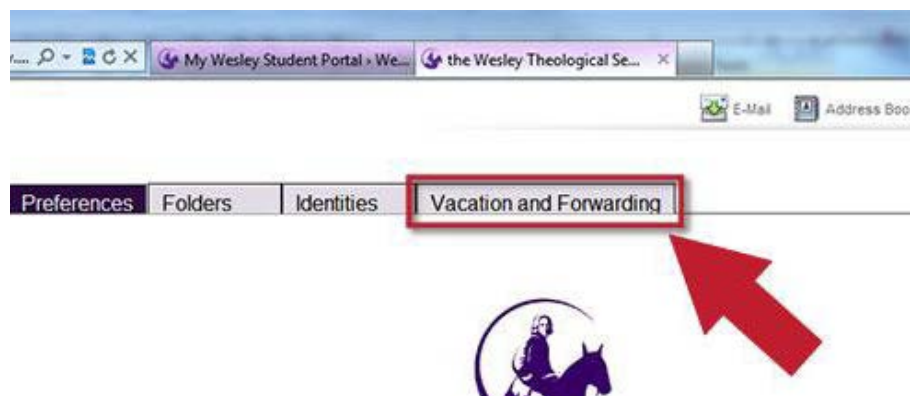 My Wesley Student Portal › We...
the Wesley Theological Se...
E-Mail
Address Boo
Preferences
Folders
Identities
Vacation and Forwarding